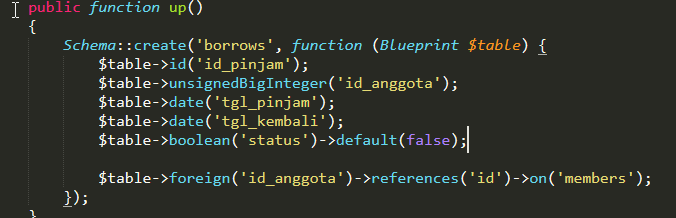 public function up()
{
Schema::create('borrows', function (Blueprint $table) {
$table->id('id_pinjam');
$table->unsignedBigInteger('id_anggota');
$table->date('tgl_pinjam');
$table->date('tgl_kembali');
$table->boolean('status')->default(false);
$table->foreign('id_anggota')->references('id')->on('members');
});
}